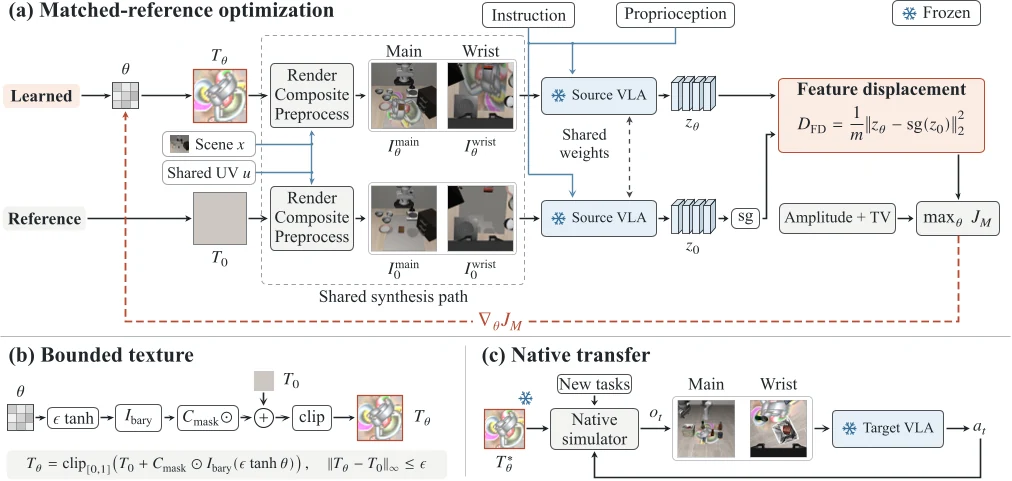 (a) Matched-reference optimization
Instruction
Proprioception
Frozen
θ
T_θ
Learned
Render
Composite
Preprocess
Main
Wrist
I_θ^main
I_θ^wrist
Source VLA
z_θ
Feature displacement
D_FD = 1/m ‖z_θ − sg(z_0)‖_2^2
Scene x
Shared UV u
Shared
weights
Reference
T_0
Render
Composite
Preprocess
I_0^main
I_0^wrist
Source VLA
z_0
sg
Amplitude + TV
max_θ J_M
Shared synthesis path
∇_θ J_M
(b) Bounded texture
θ
ϵ tanh
I_bary
C_mask ⊙
T_0
+
clip
T_θ
T_θ = clip_[0,1](T_0 + C_mask ⊙ I_bary(ϵ tanh θ)), ‖T_θ − T_0‖_∞ ≤ ϵ
(c) Native transfer
New tasks
Native
simulator
T_θ^*
o_t
Main
Wrist
Target VLA
a_t